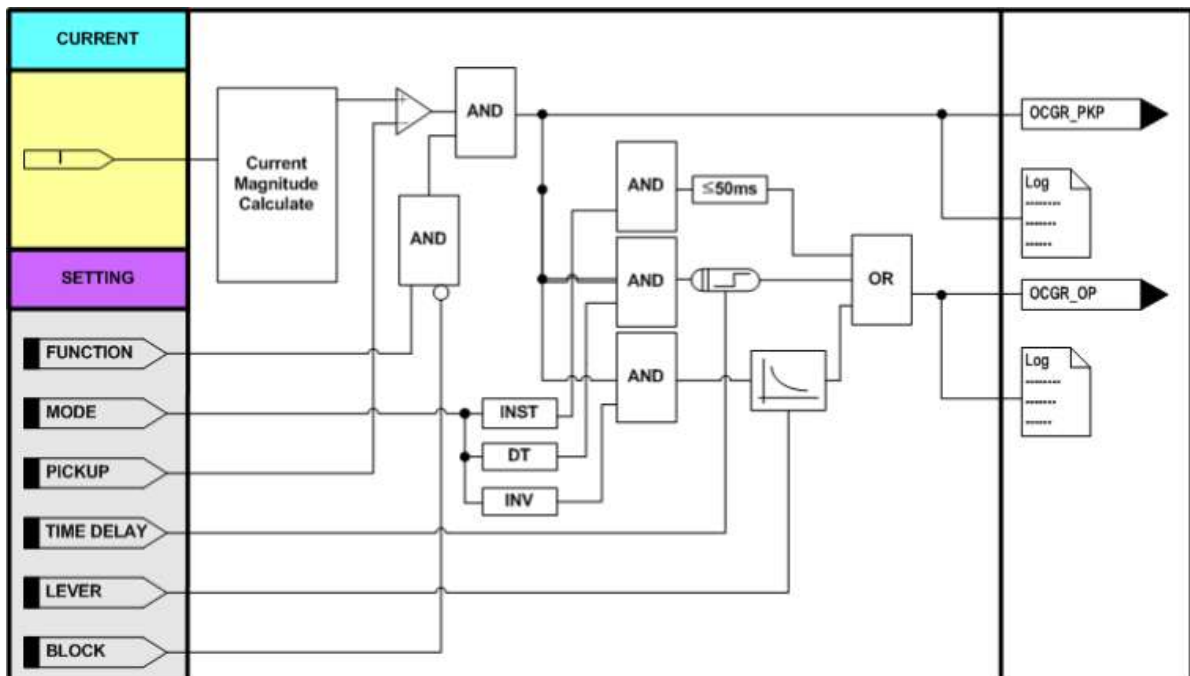 CURRENT
I
Current
Magnitude
Calculate
AND
AND
AND
≤50ms
AND
AND
OR
OCGR_PKP
Log
OCGR_OP
Log
SETTING
FUNCTION
MODE
PICKUP
TIME DELAY
LEVER
BLOCK
INST
DT
INV